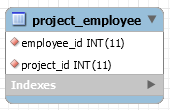 project_employee
employee_id INT(11)
project_id INT(11)
Indexes